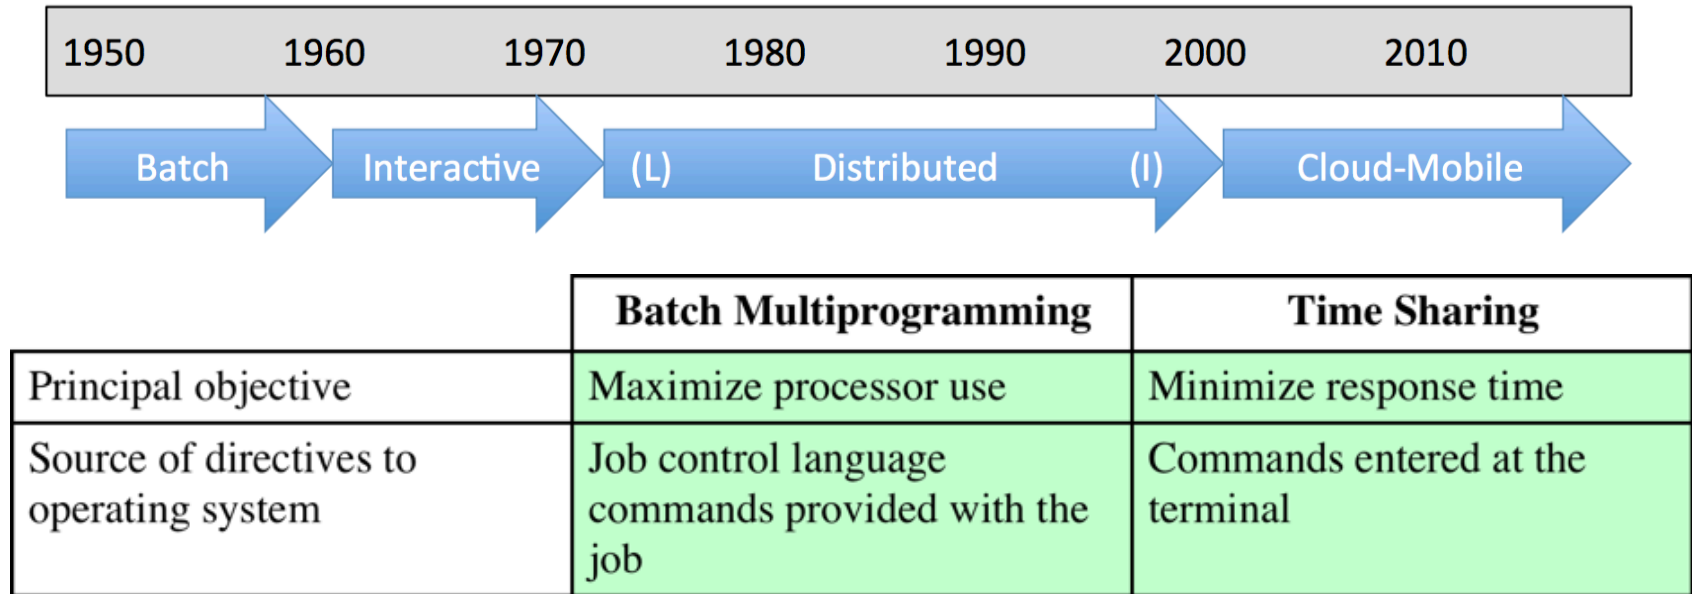 1950 1960 1970 1980 1990 2000 2010
Batch Interactive (L) Distributed (I) Cloud-Mobile
Batch Multiprogramming Time Sharing
Principal objective Maximize processor use Minimize response time
Source of directives to Job control language Commands entered at the
operating system commands provided with the terminal
job